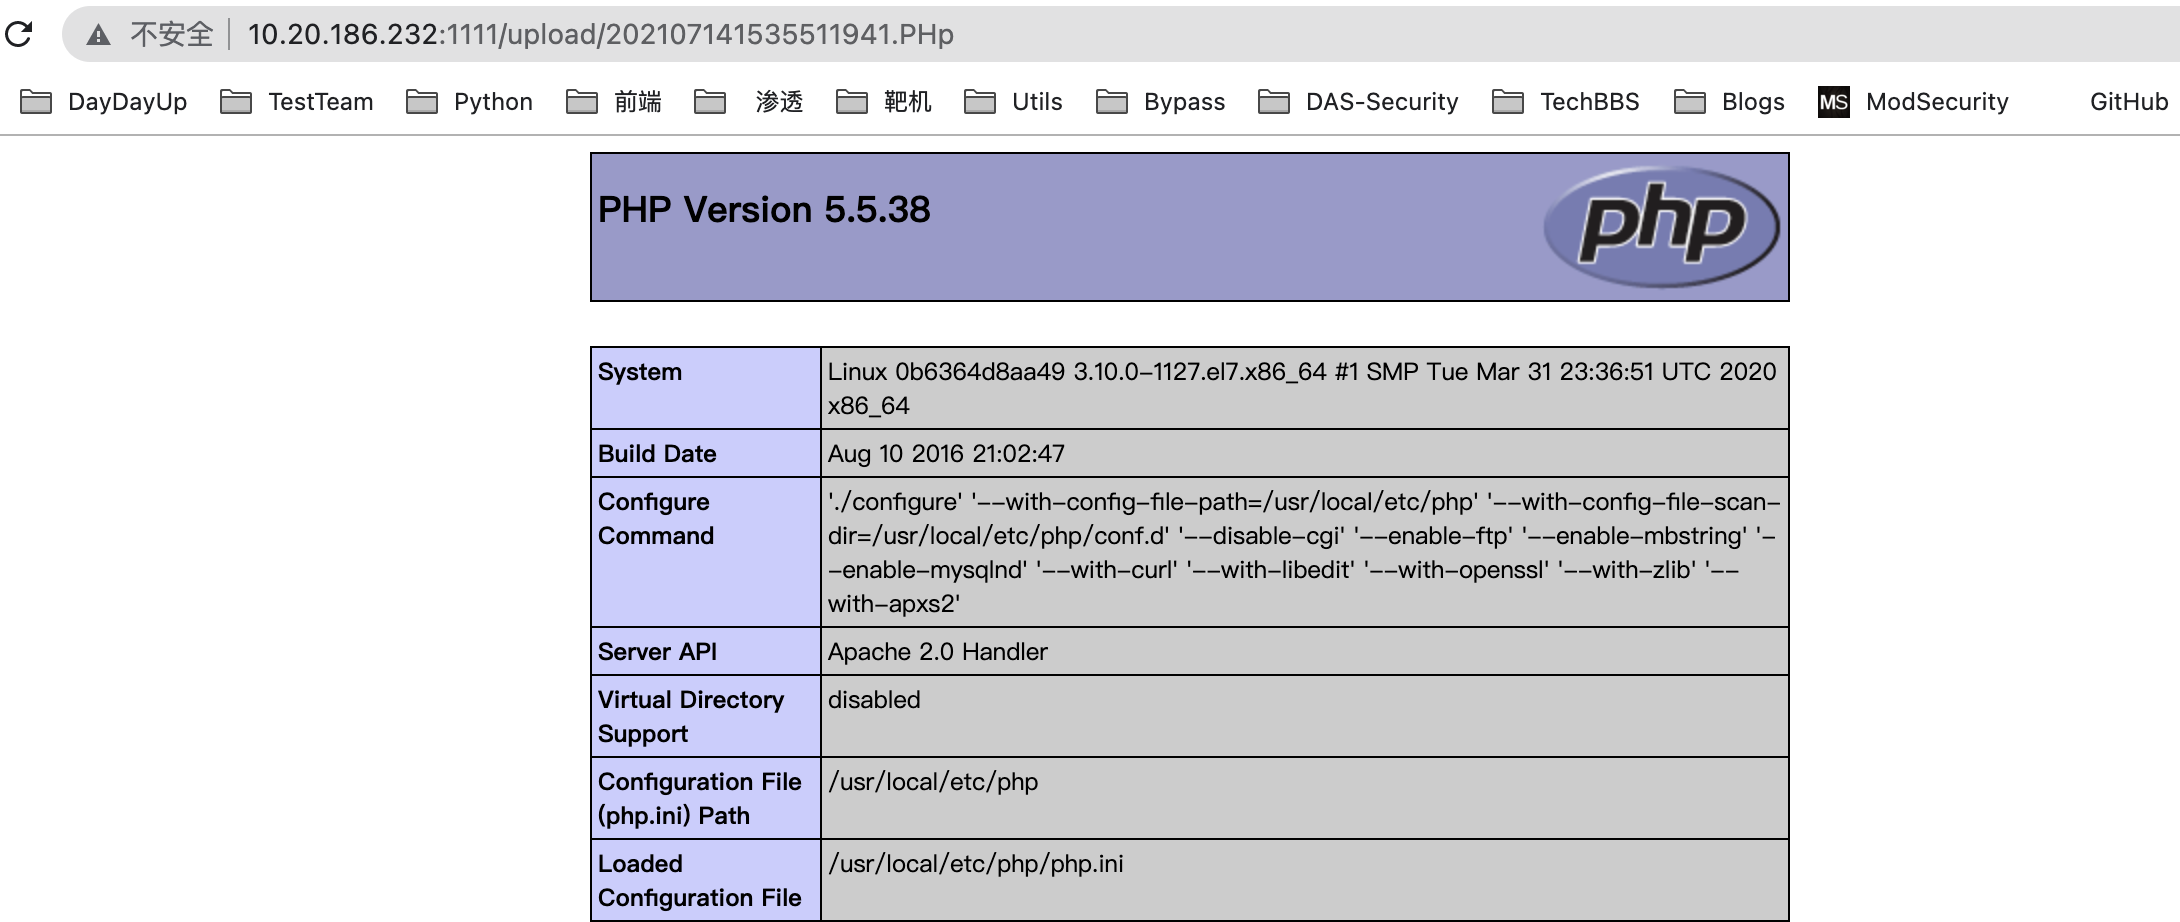 不安全 10.20.186.232:1111/upload/202107141535511941.PHp
DayDayUp TestTeam Python 前端 渗透 靶机 Utils Bypass DAS-Security TechBBS Blogs MS ModSecurity GitHub
PHP Version 5.5.38
php
System
Linux 0b6364d8aa49 3.10.0-1127.el7.x86_64 #1 SMP Tue Mar 31 23:36:51 UTC 2020
x86_64
Build Date
Aug 10 2016 21:02:47
Configure
Command
'./configure' '--with-config-file-path=/usr/local/etc/php' '--with-config-file-scan-
dir=/usr/local/etc/php/conf.d' '--disable-cgi' '--enable-ftp' '--enable-mbstring' '-
-enable-mysqlnd' '--with-curl' '--with-libedit' '--with-openssl' '--with-zlib' '--
with-apxs2'
Server API
Apache 2.0 Handler
Virtual Directory
Support
disabled
Configuration File
(php.ini) Path
/usr/local/etc/php
Loaded
Configuration File
/usr/local/etc/php/php.ini